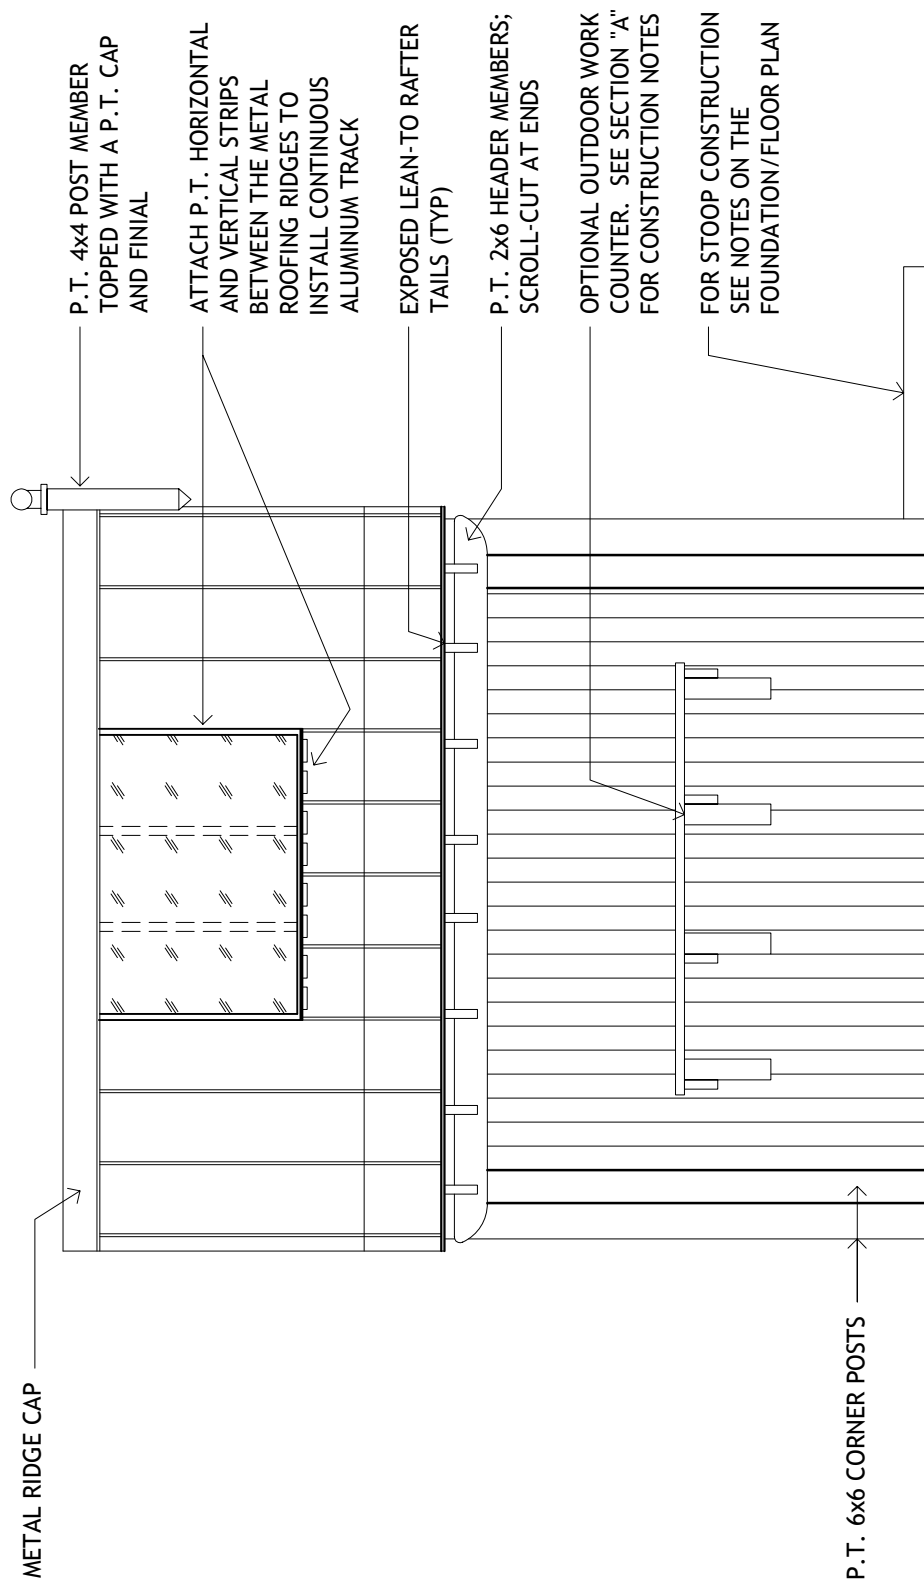 METAL RIDGE CAP
P.T. 4x4 POST MEMBER
TOPPED WITH A P.T. CAP
AND FINIAL
ATTACH P.T. HORIZONTAL
AND VERTICAL STRIPS
BETWEEN THE METAL
ROOFING RIDGES TO
INSTALL CONTINUOUS
ALUMINUM TRACK
EXPOSED LEAN-TO RAFTER
TAILS (TYP)
P.T. 2x6 HEADER MEMBERS;
SCROLL-CUT AT ENDS
OPTIONAL OUTDOOR WORK
COUNTER. SEE SECTION "A"
FOR CONSTRUCTION NOTES
FOR STOOP CONSTRUCTION
SEE NOTES ON THE
FOUNDATION/FLOOR PLAN
P.T. 6x6 CORNER POSTS